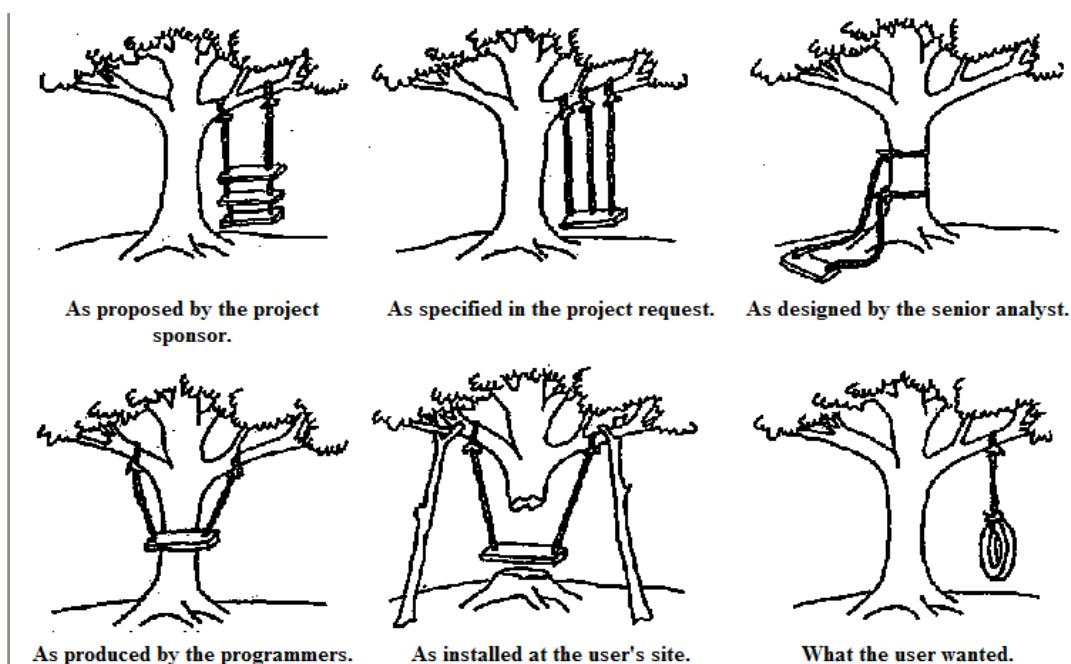 As proposed by the project
sponsor.
As specified in the project request.
As designed by the senior analyst.
As produced by the programmers.
As installed at the user's site.
What the user wanted.